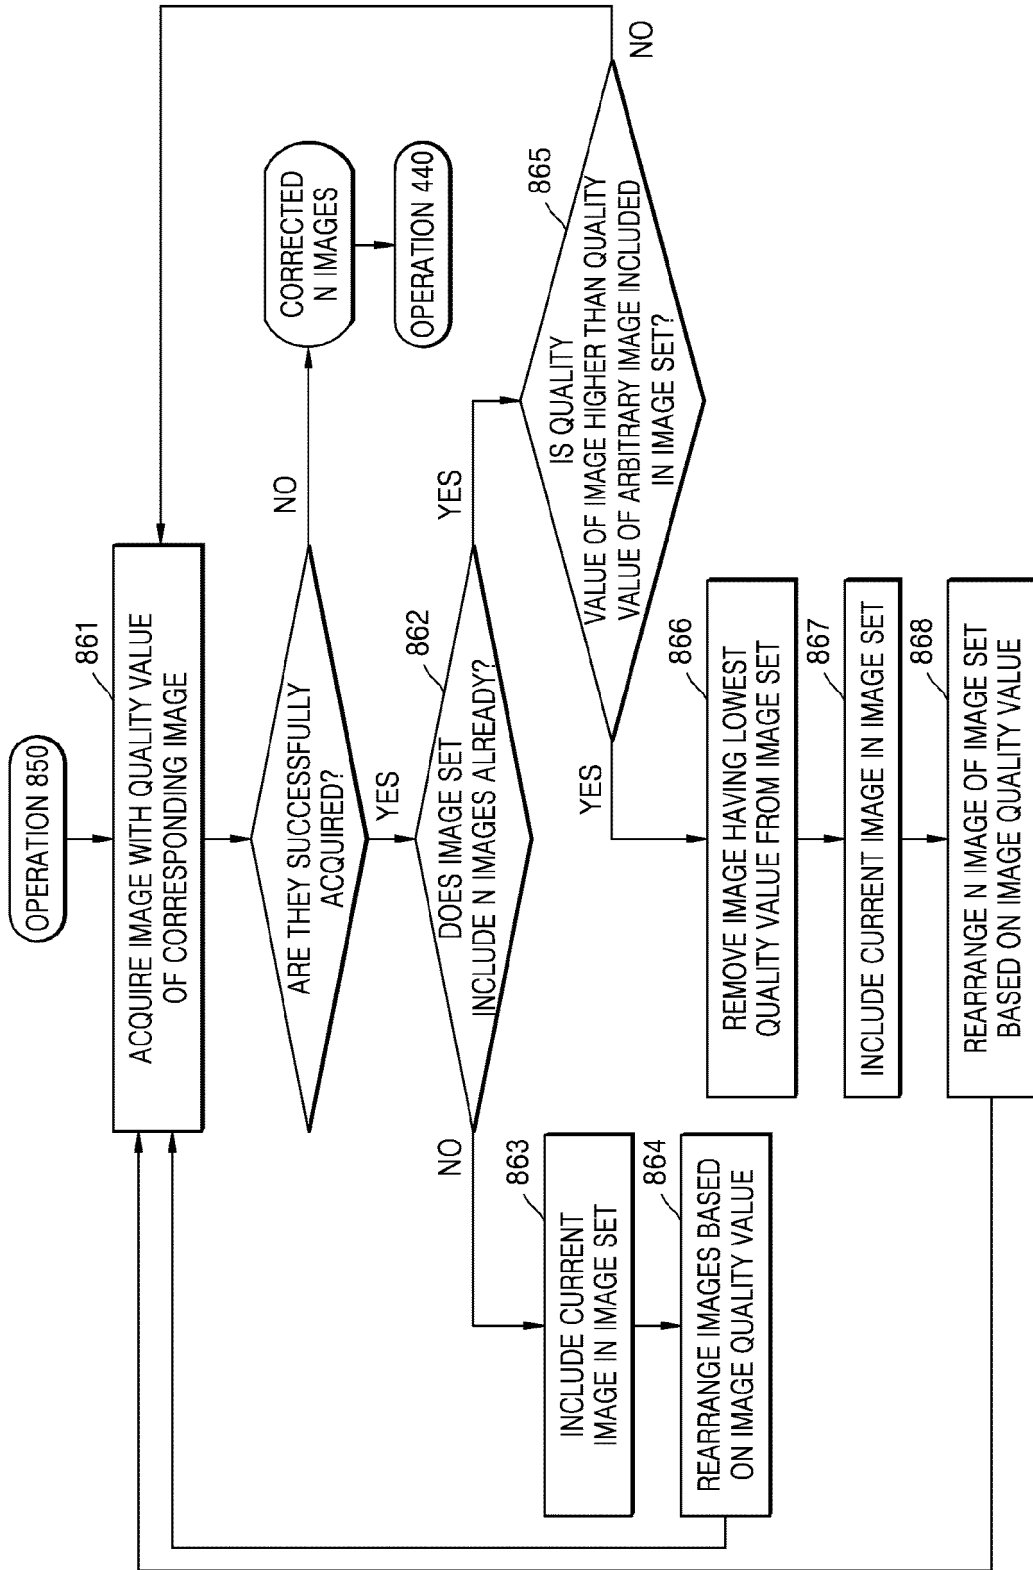 OPERATION 850
861
ACQUIRE IMAGE WITH QUALITY VALUE
OF CORRESPONDING IMAGE
ARE THEY SUCCESSFULLY
ACQUIRED?
NO
CORRECTED
N IMAGES
OPERATION 440
YES
862
DOES IMAGE SET
INCLUDE N IMAGES ALREADY?
NO
YES
863
INCLUDE CURRENT
IMAGE IN IMAGE SET
864
REARRANGE IMAGES BASED
ON IMAGE QUALITY VALUE
865
IS QUALITY
VALUE OF IMAGE HIGHER THAN QUALITY
VALUE OF ARBITRARY IMAGE INCLUDED
IN IMAGE SET?
NO
YES
866
REMOVE IMAGE HAVING LOWEST
QUALITY VALUE FROM IMAGE SET
867
INCLUDE CURRENT IMAGE IN IMAGE SET
868
REARRANGE N IMAGE OF IMAGE SET
BASED ON IMAGE QUALITY VALUE